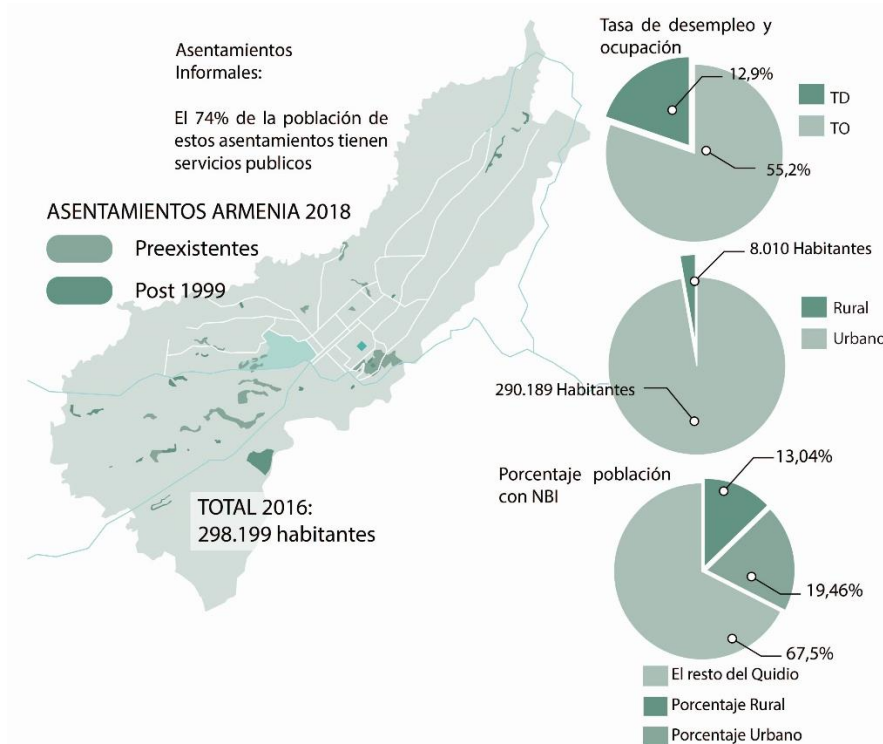 Asentamientos
Informales:
El 74% de la población de
estos asentamientos tienen
servicios publicos
ASENTAMIENTOS ARMENIA 2018
Preexistentes
Post 1999
TOTAL 2016:
298.199 habitantes
Tasa de desempleo y
ocupación
12,9%
TD
TO
55,2%
8.010 Habitantes
Rural
Urbano
290.189 Habitantes
Porcentaje población
con NBI
13,04%
19,46%
67,5%
El resto del Quidio
Porcentaje Rural
Porcentaje Urbano